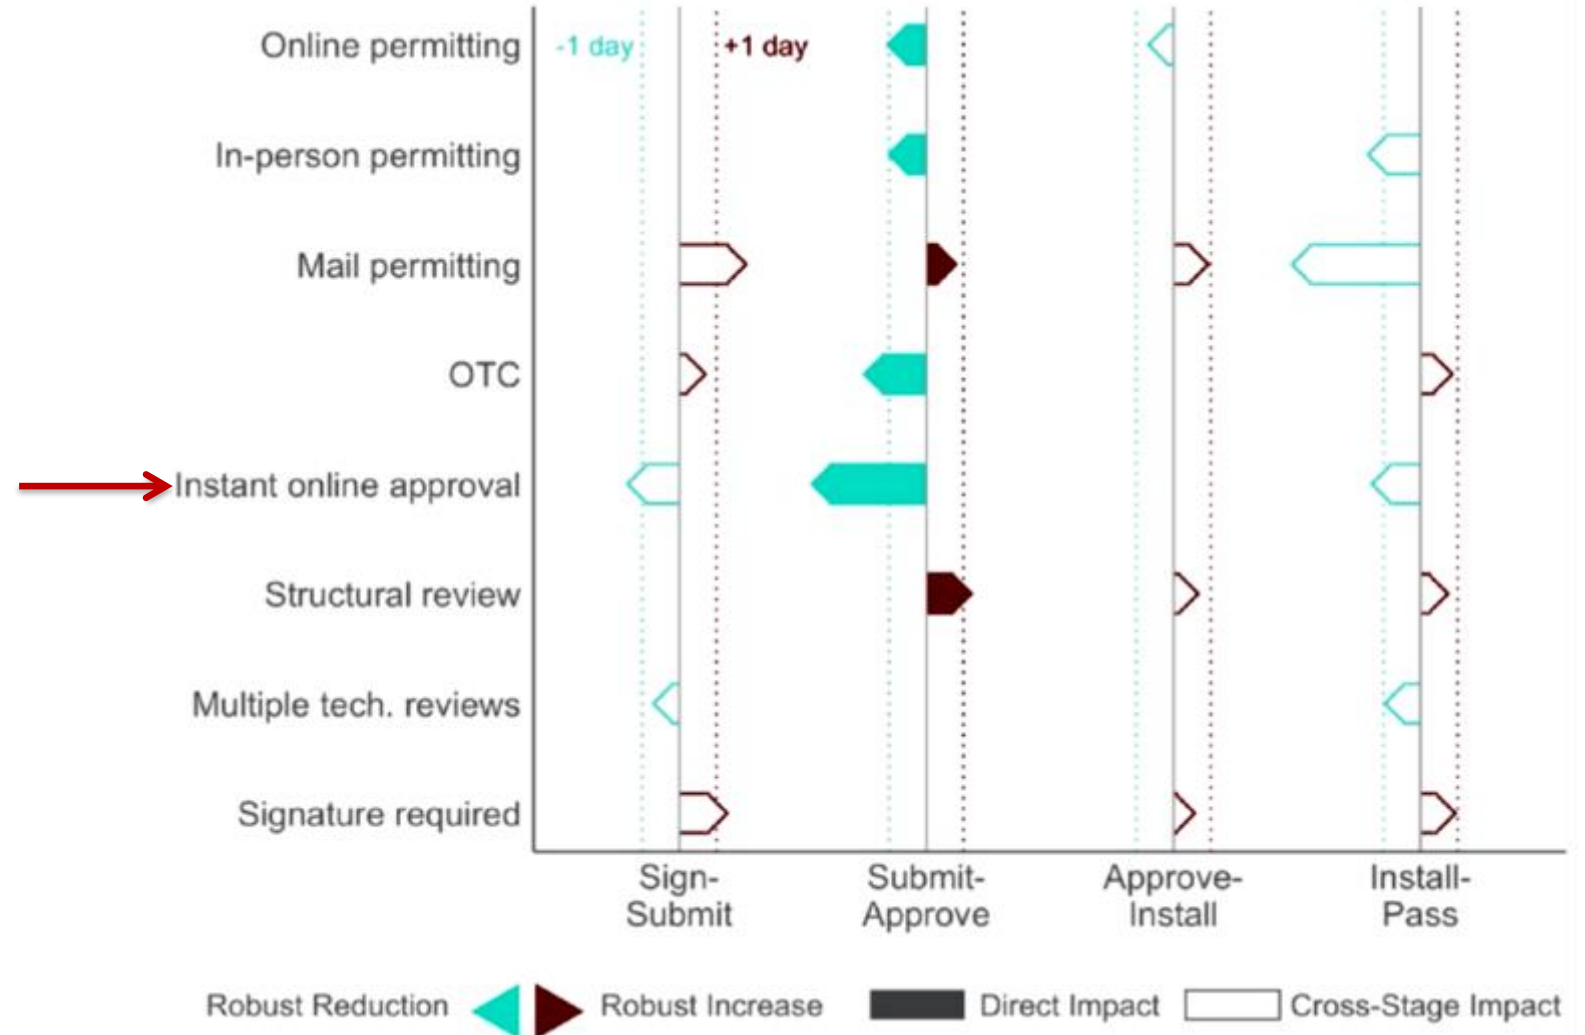 Online permitting -1 day +1 day
In-person permitting
Mail permitting
OTC
Instant online approval
Structural review
Multiple tech. reviews
Signature required
Sign-
Submit
Submit-
Approve
Approve-
Install
Install-
Pass
Robust Reduction Robust Increase Direct Impact Cross-Stage Impact